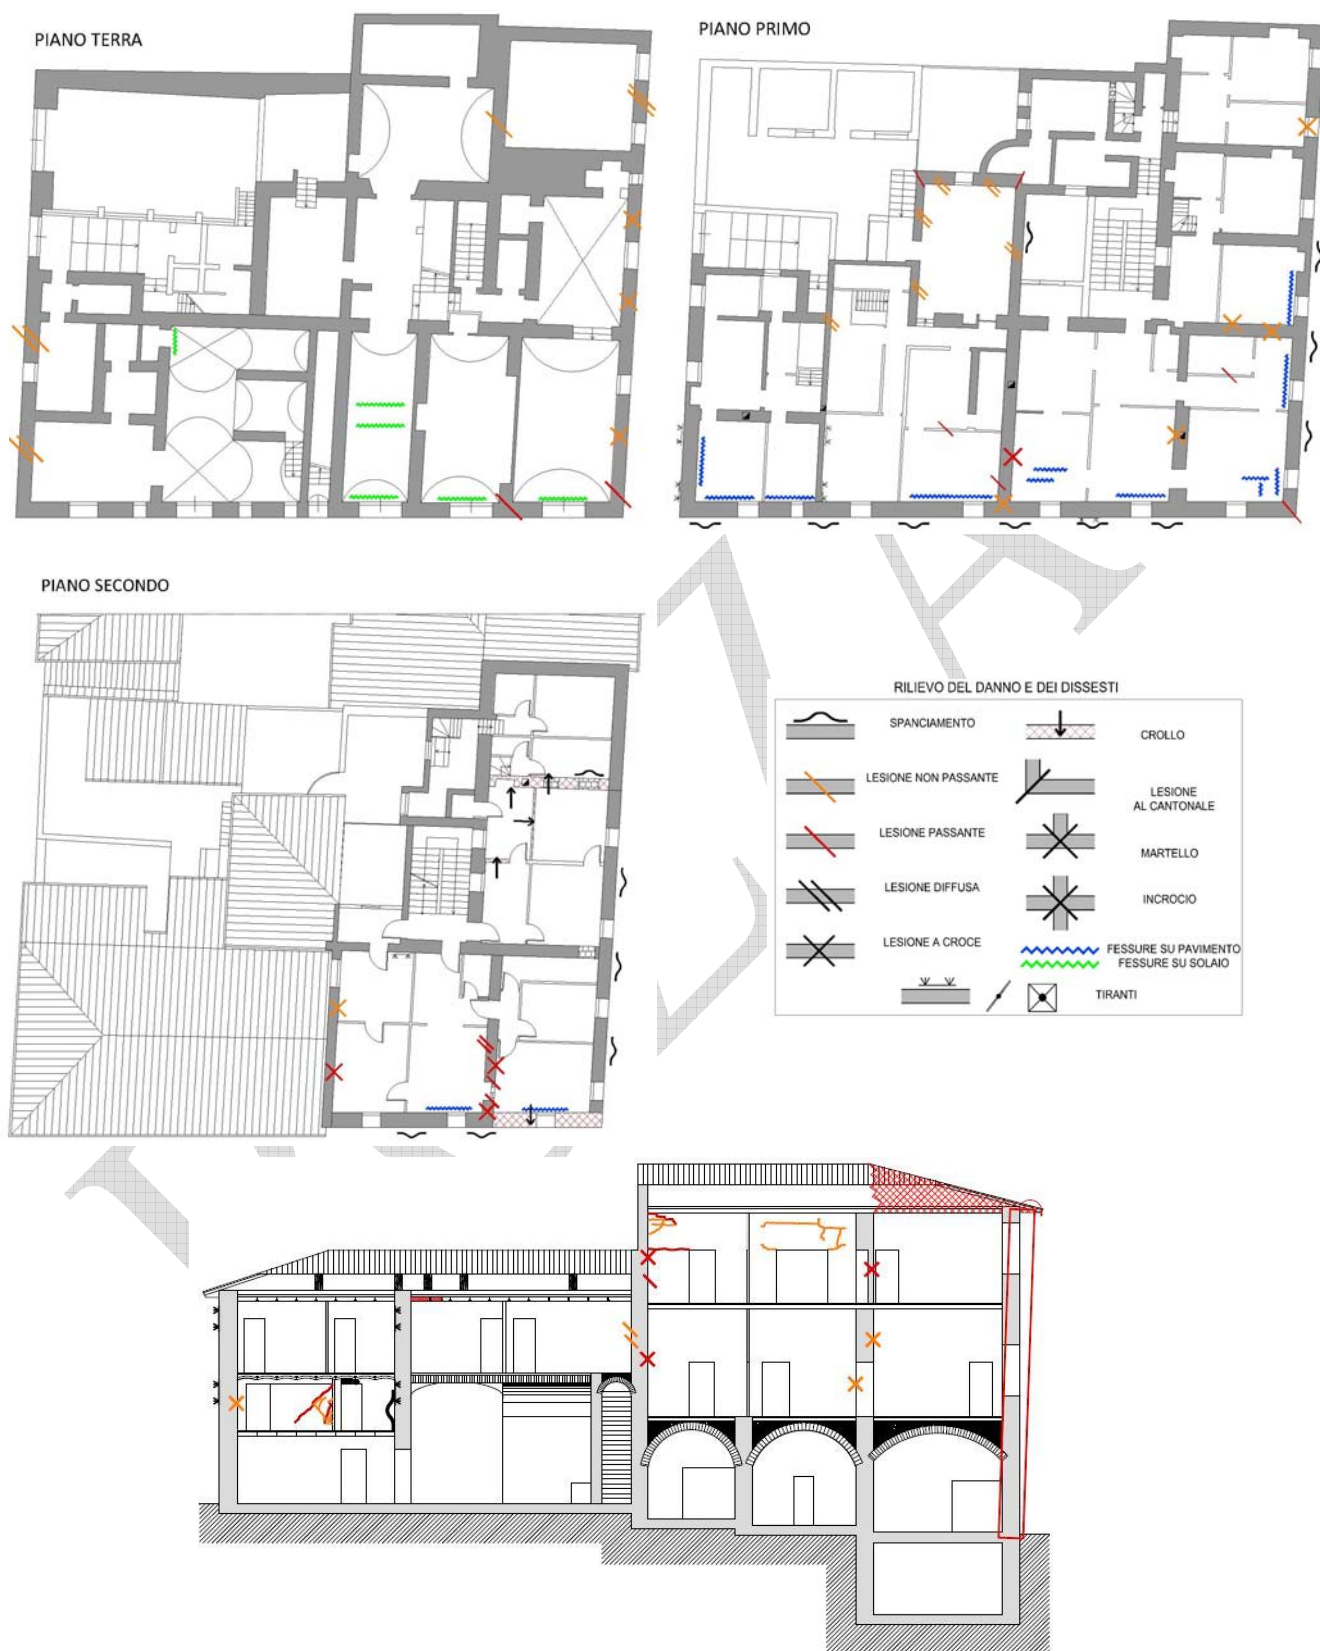 PIANO TERRA
PIANO PRIMO
PIANO SECONDO
RILIEVO DEL DANNO E DEI DISSESTI
SPANCIAMENTO
CROLLO
LESIONE NON PASSANTE
LESIONE
AL CANTONALE
LESIONE PASSANTE
MARTELLO
LESIONE DIFFUSA
INCROCIO
LESIONE A CROCE
FESSURE SU PAVIMENTO
FESSURE SU SOLAIO
TIRANTI